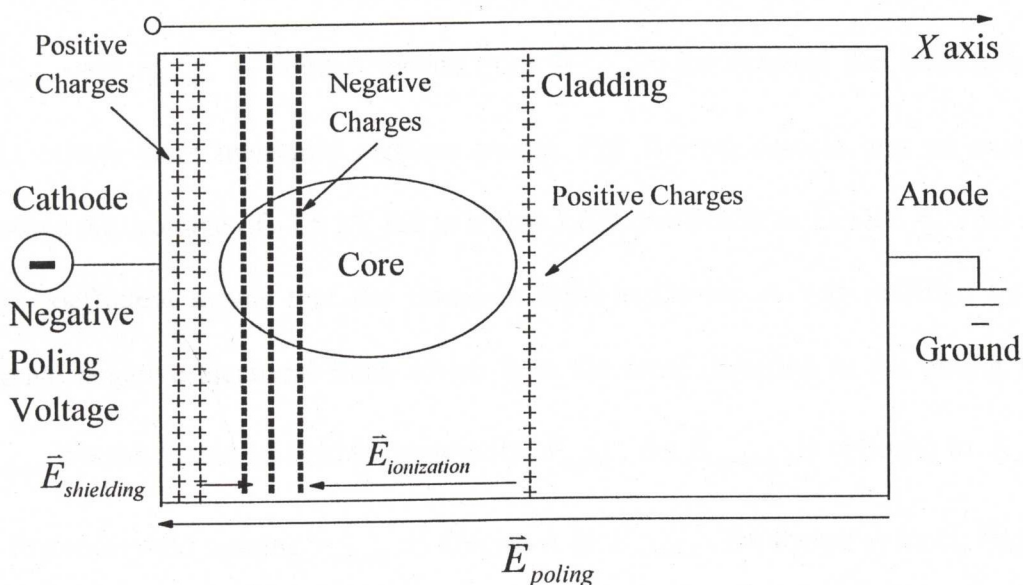 X axis
Positive
Charges
Negative
Charges
Cladding
Cathode
Positive Charges
Anode
Core
Negative
Poling
Voltage
Ground
E⃗shielding
E⃗ionization
E⃗poling